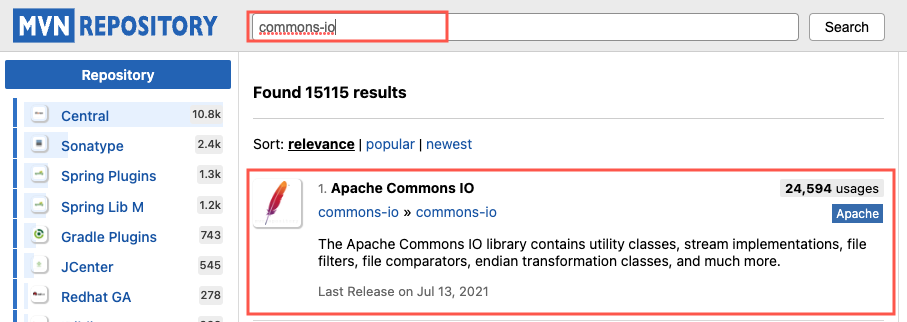 MVN REPOSITORY
commons-io
Search
Repository
Found 15115 results
Central 10.8k
Sonatype 2.4k
Spring Plugins 1.3k
Spring Lib M 1.2k
Gradle Plugins 743
JCenter 545
Redhat GA 278
Sort: relevance | popular | newest
1. Apache Commons IO
24,594 usages
commons-io » commons-io
Apache
The Apache Commons IO library contains utility classes, stream implementations, file
filters, file comparators, endian transformation classes, and much more.
Last Release on Jul 13, 2021